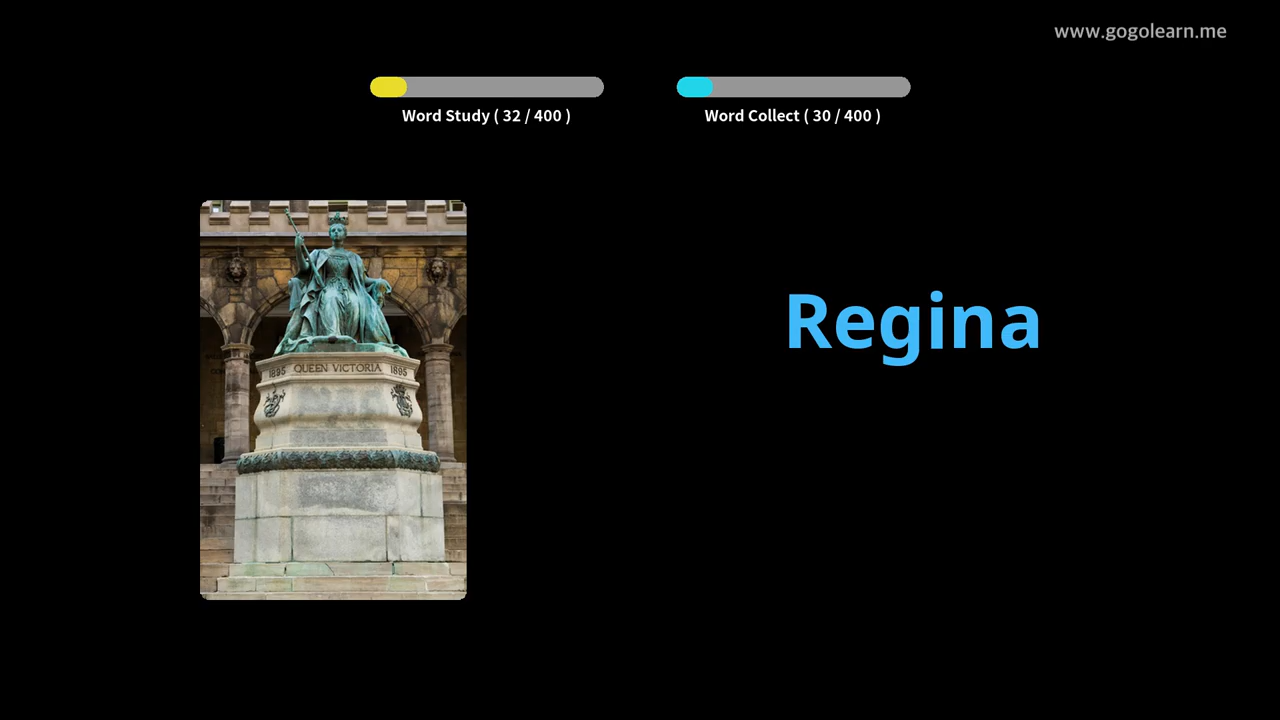 www.gogolearn.me
Word Study ( 32 / 400 )
Word Collect ( 30 / 400 )
1895 QUEEN VICTORIA 1895
Regina